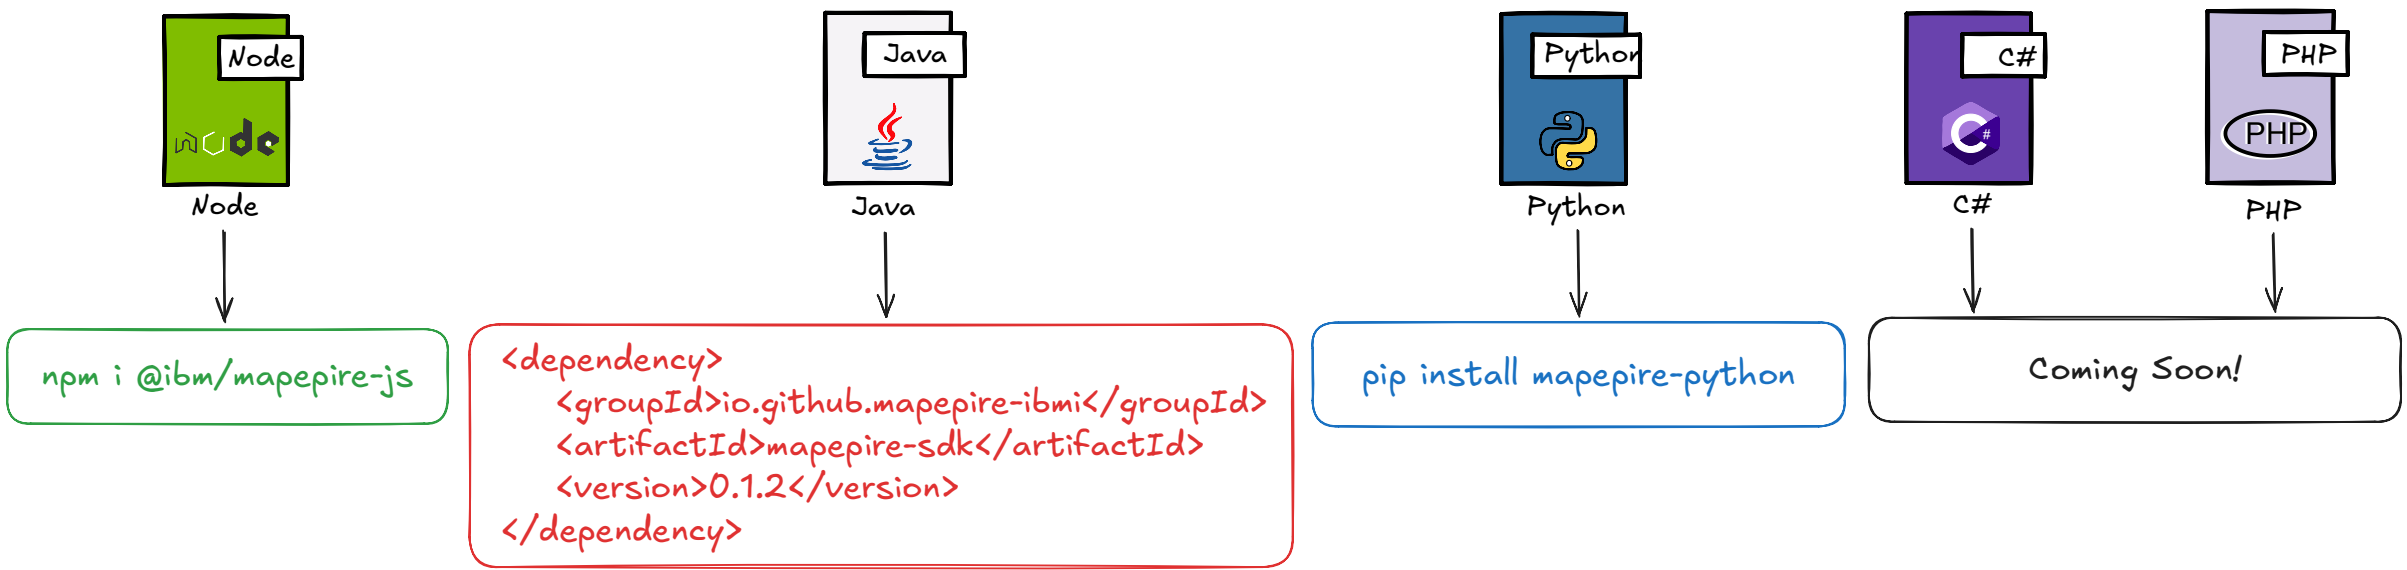 Node
Java
Python
C#
PHP
node
C#
PHP
Node
Java
Python
C#
PHP
npm i @ibm/mapepire-js
<dependency>
<groupId>io.github.mapepire-ibmi</groupId>
<artifactId>mapepire-sdk</artifactId>
<version>0.1.2</version>
</dependency>
pip install mapepire-python
Coming Soon!